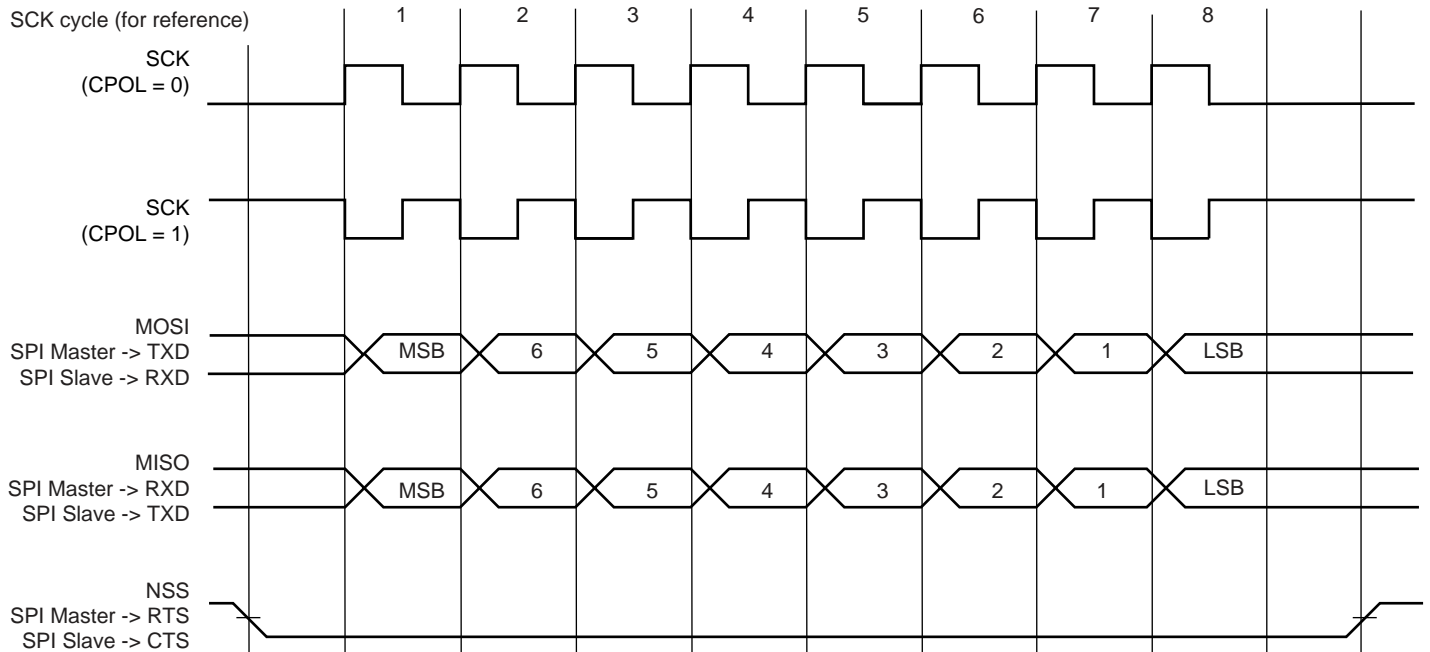 SCK cycle (for reference) 1 2 3 4 5 6 7 8
SCK
(CPOL = 0)
SCK
(CPOL = 1)
MOSI
SPI Master -> TXD
SPI Slave -> RXD
MSB 6 5 4 3 2 1 LSB
MISO
SPI Master -> RXD
SPI Slave -> TXD
MSB 6 5 4 3 2 1 LSB
NSS
SPI Master -> RTS
SPI Slave -> CTS